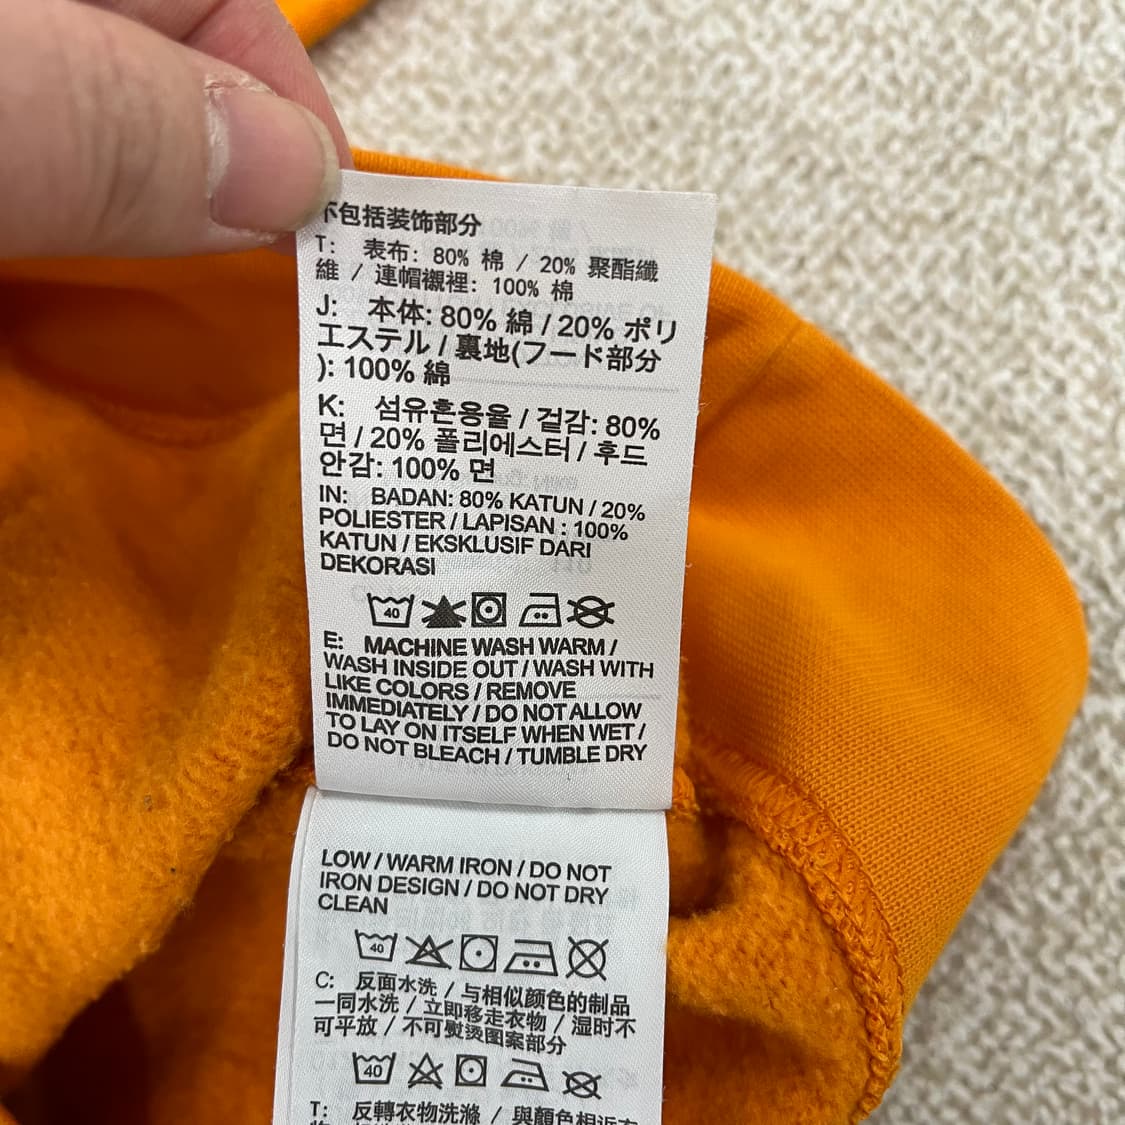 不包括装饰部分
T: 表布: 80% 棉 / 20% 聚酯纖
維 / 連帽襯裡: 100% 棉
J: 本体: 80% 綿 / 20% ポリ
エステル / 裏地(フード部分
): 100% 綿
K: 섬유혼용율 / 겉감: 80%
면 / 20% 폴리에스터 / 후드
안감: 100% 면
IN: BADAN: 80% KATUN / 20%
POLIESTER / LAPISAN : 100%
KATUN / EKSKLUSIF DARI
DEKORASI
40
E: MACHINE WASH WARM /
WASH INSIDE OUT / WASH WITH
LIKE COLORS / REMOVE
IMMEDIATELY / DO NOT ALLOW
TO LAY ON ITSELF WHEN WET /
DO NOT BLEACH / TUMBLE DRY
LOW / WARM IRON / DO NOT
IRON DESIGN / DO NOT DRY
CLEAN
40
C: 反面水洗 / 与相似颜色的制品
一同水洗 / 立即移走衣物 / 湿时不
可平放 / 不可熨烫图案部分
40
T: 反轉衣物洗滌 / 與顏色相近